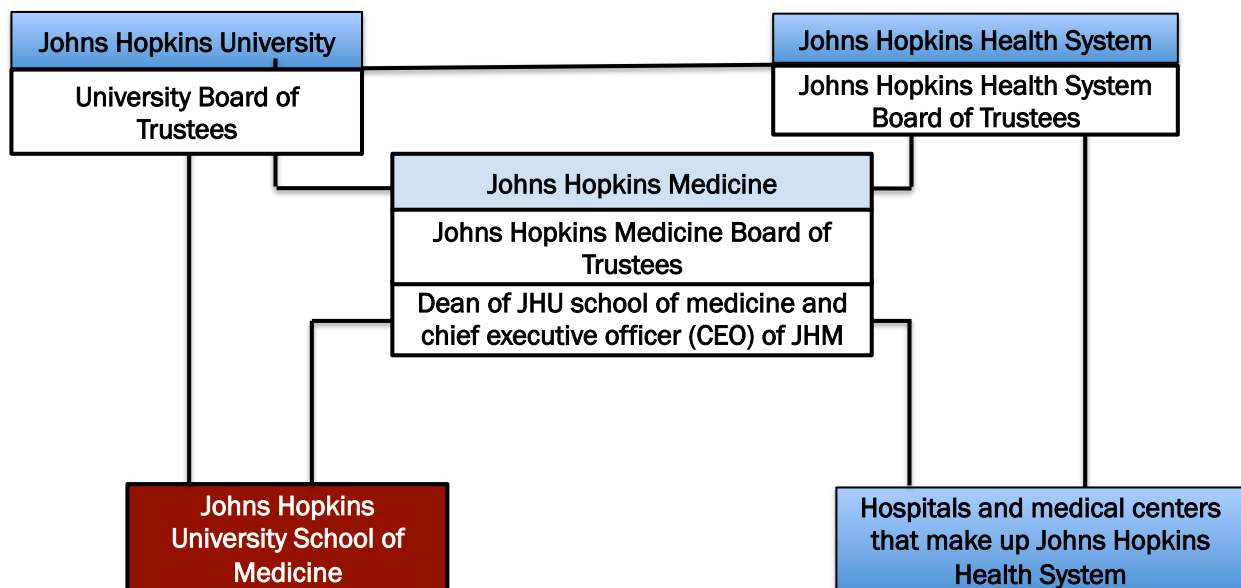 Johns Hopkins University
University Board of
Trustees
Johns Hopkins Health System
Johns Hopkins Health System
Board of Trustees
Johns Hopkins Medicine
Johns Hopkins Medicine Board of
Trustees
Dean of JHU school of medicine and
chief executive officer (CEO) of JHM
Johns Hopkins
University School of
Medicine
Hospitals and medical centers
that make up Johns Hopkins
Health System